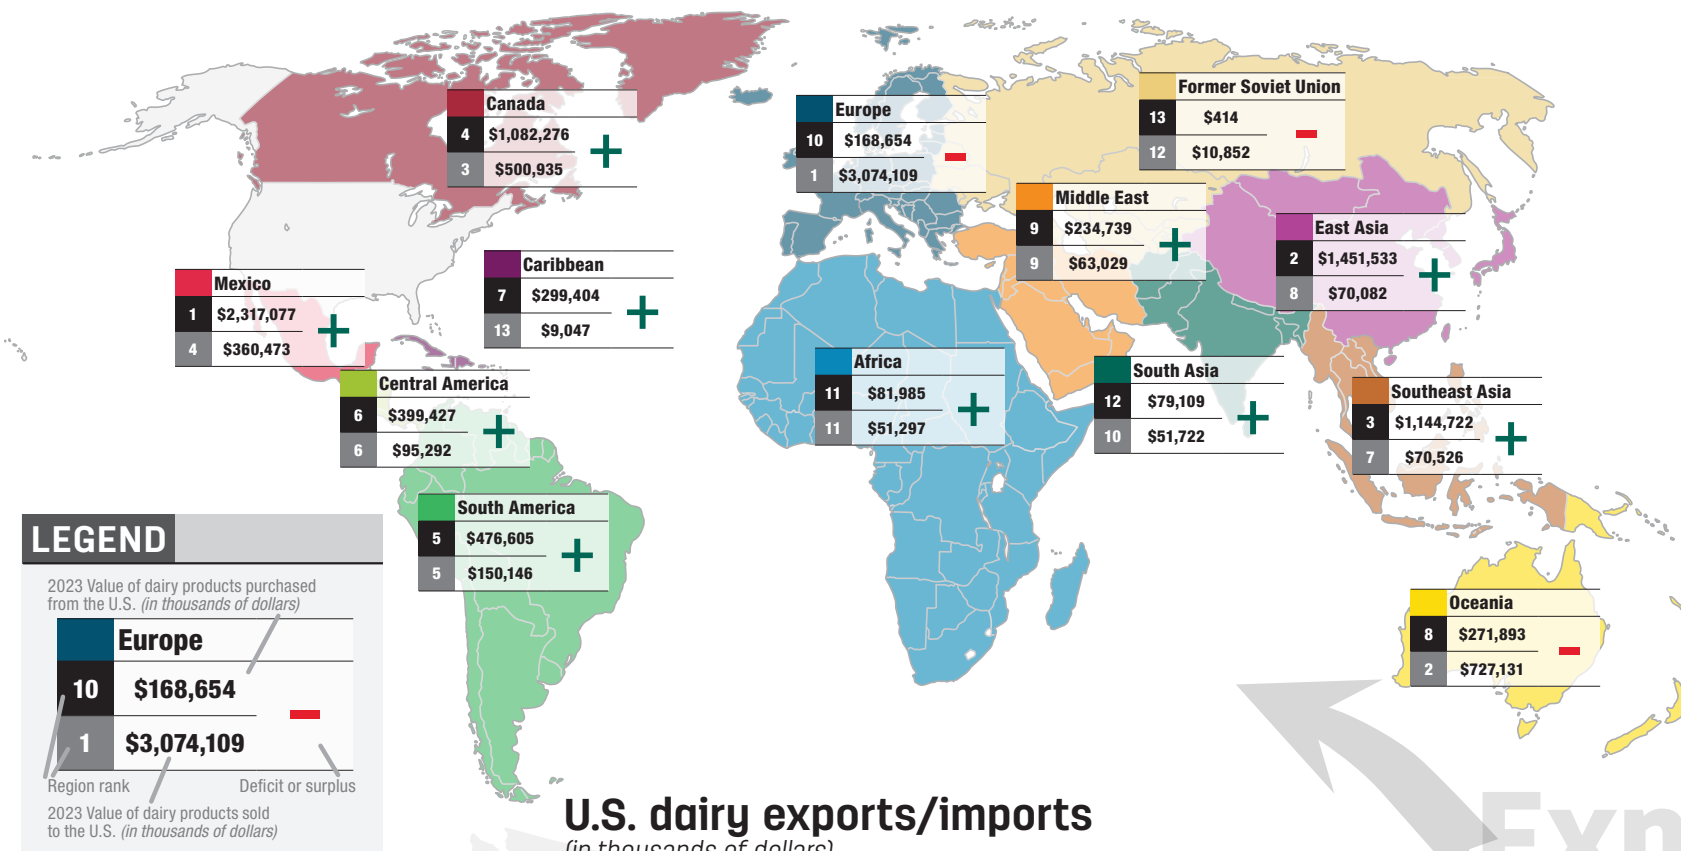 Canada
4 $1,082,276
3 $500,935
Europe
10 $168,654
1 $3,074,109
Former Soviet Union
13 $414
12 $10,852
Middle East
9 $234,739
9 $63,029
East Asia
2 $1,451,533
8 $70,082
Mexico
1 $2,317,077
4 $360,473
Caribbean
7 $299,404
13 $9,047
Central America
6 $399,427
6 $95,292
Africa
11 $81,985
11 $51,297
South Asia
12 $79,109
10 $51,722
Southeast Asia
3 $1,144,722
7 $70,526
South America
5 $476,605
5 $150,146
Oceania
8 $271,893
2 $727,131
LEGEND
2023 Value of dairy products purchased
from the U.S. (in thousands of dollars)
Europe
10 $168,654
1 $3,074,109
Region rank Deficit or surplus
2023 Value of dairy products sold
to the U.S. (in thousands of dollars)
U.S. dairy exports/imports
(in thousands of dollars)